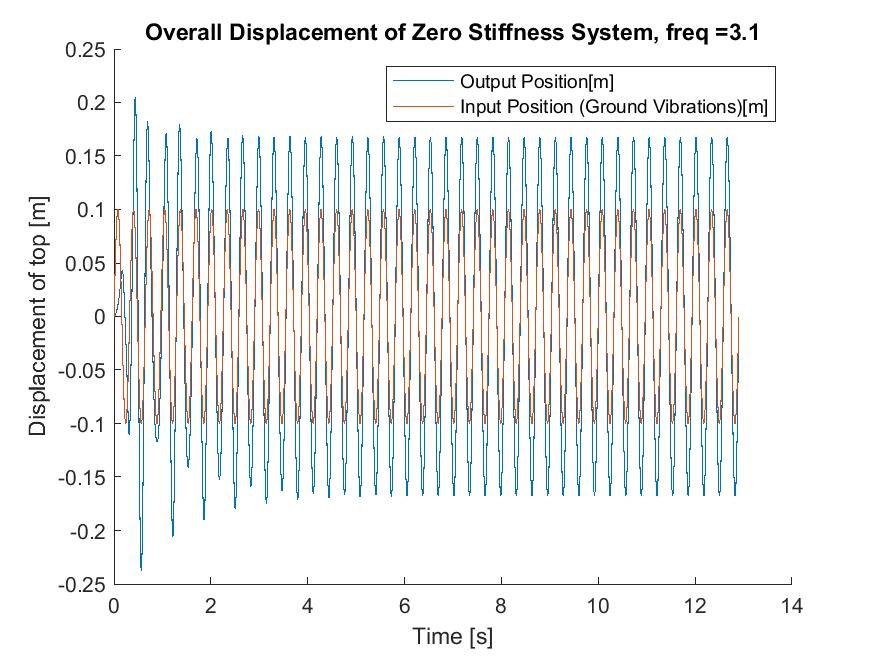 Overall Displacement of Zero Stiffness System, freq =3.1
Output Position[m]
Input Position (Ground Vibrations)[m]
Displacement of top [m]
0.25
0.2
0.15
0.1
0.05
0
-0.05
-0.1
-0.15
-0.2
-0.25
0 2 4 6 8 10 12 14
Time [s]